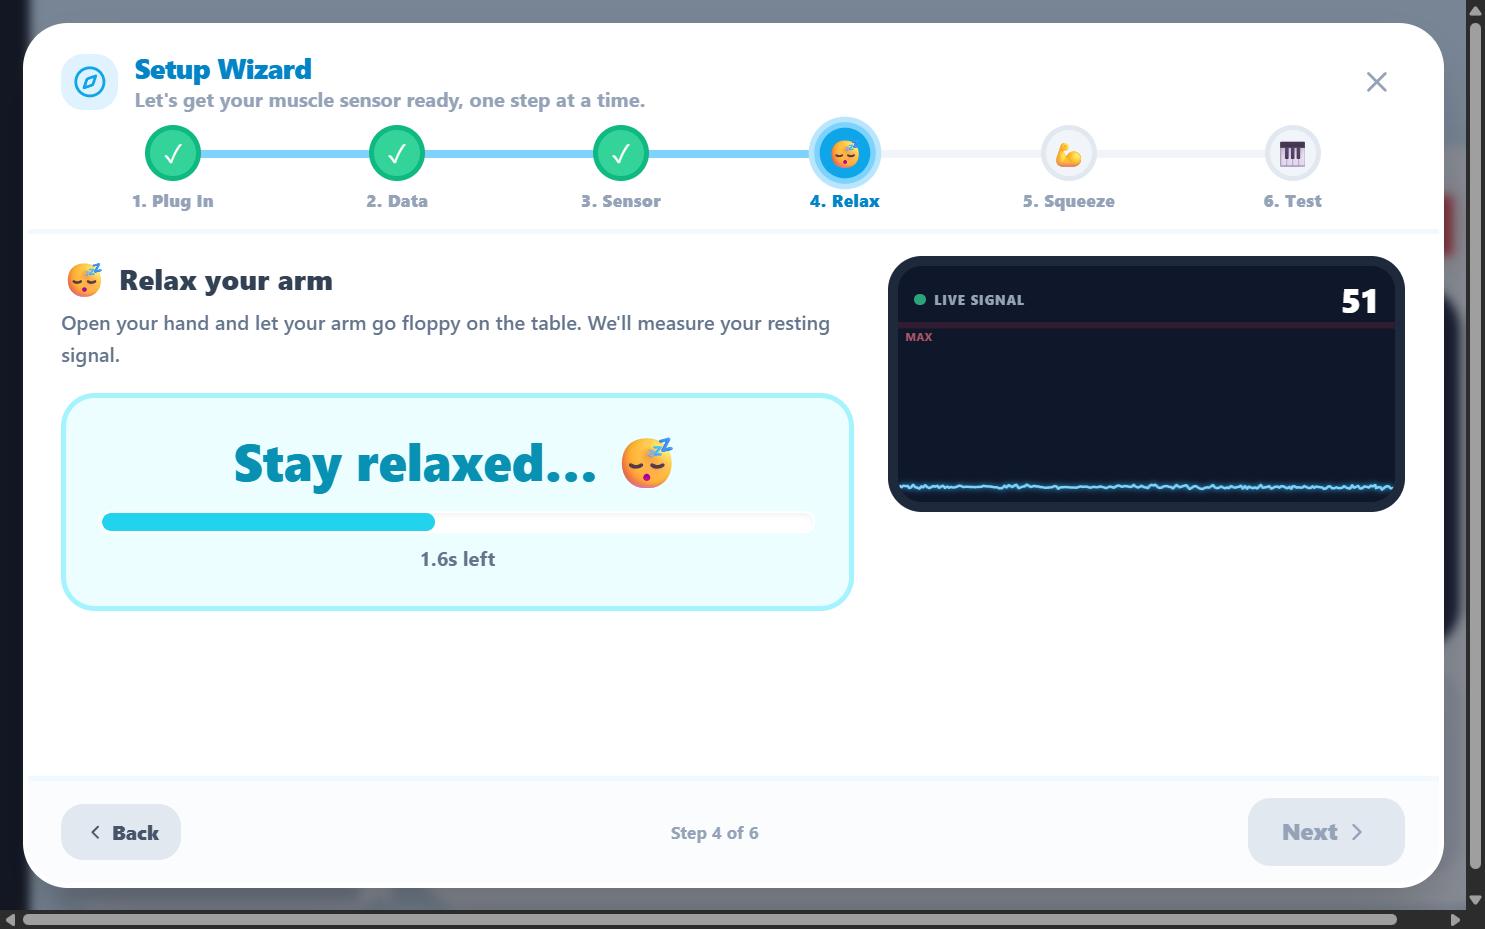 Setup Wizard
Let's get your muscle sensor ready, one step at a time.
1. Plug In
2. Data
3. Sensor
4. Relax
5. Squeeze
6. Test
Relax your arm
Open your hand and let your arm go floppy on the table. We'll measure your resting
signal.
Stay relaxed...
1.6s left
LIVE SIGNAL
51
MAX
Back
Step 4 of 6
Next